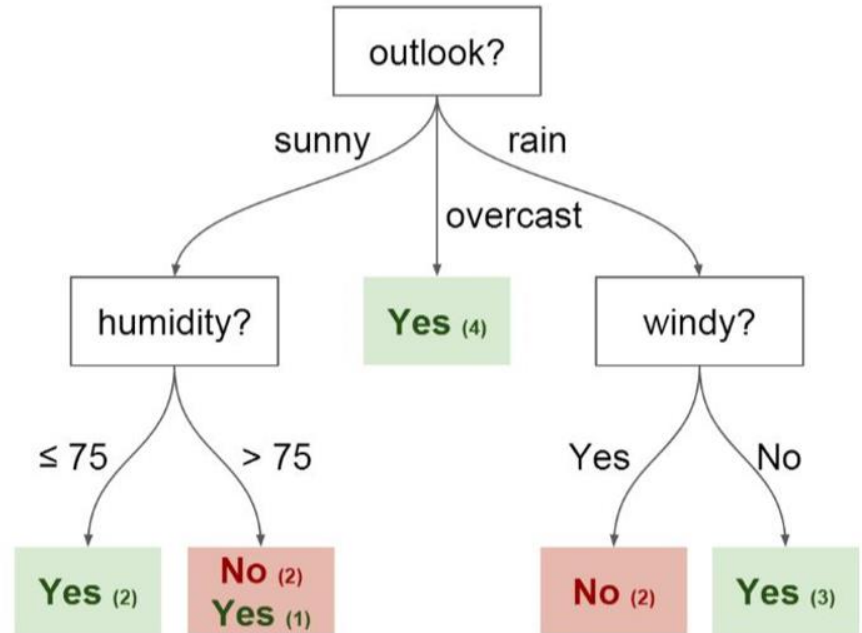 outlook?
sunny
rain
overcast
humidity?
Yes (4)
windy?
≤ 75
> 75
Yes
No
Yes (2)
No (2)
Yes (1)
No (2)
Yes (3)